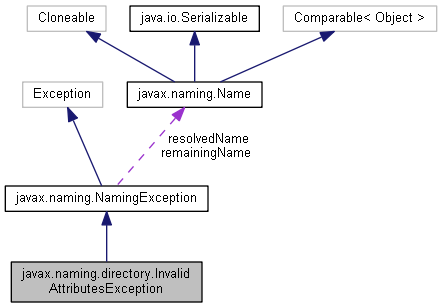 Cloneable
java.io.Serializable
Comparable< Object >
Exception
javax.naming.Name
resolvedName
remainingName
javax.naming.NamingException
javax.naming.directory.Invalid
AttributesException